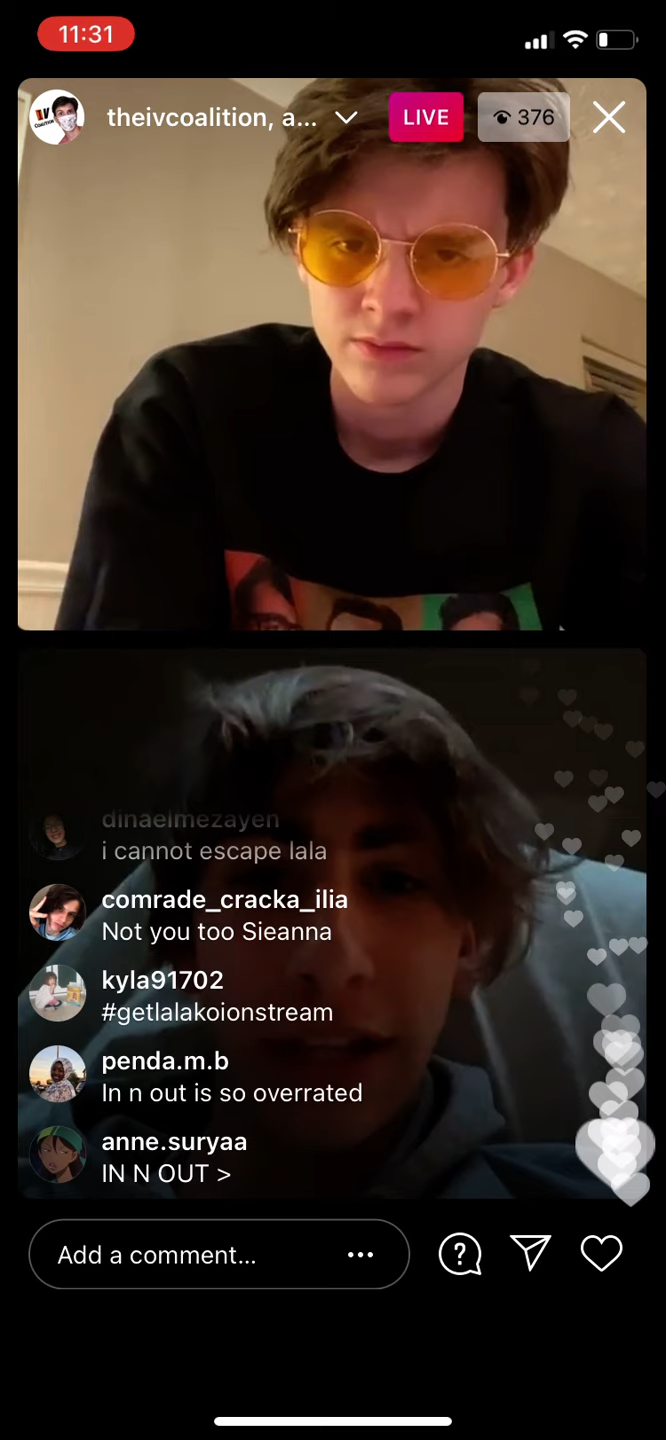 11:31
theivcoalition, a...
LIVE
376
dinaelmezayen
i cannot escape lala
comrade_cracka_ilia
Not you too Sieanna
kyla91702
#getlalakoionstream
penda.m.b
In n out is so overrated
anne.suryaa
IN N OUT >
Add a comment...